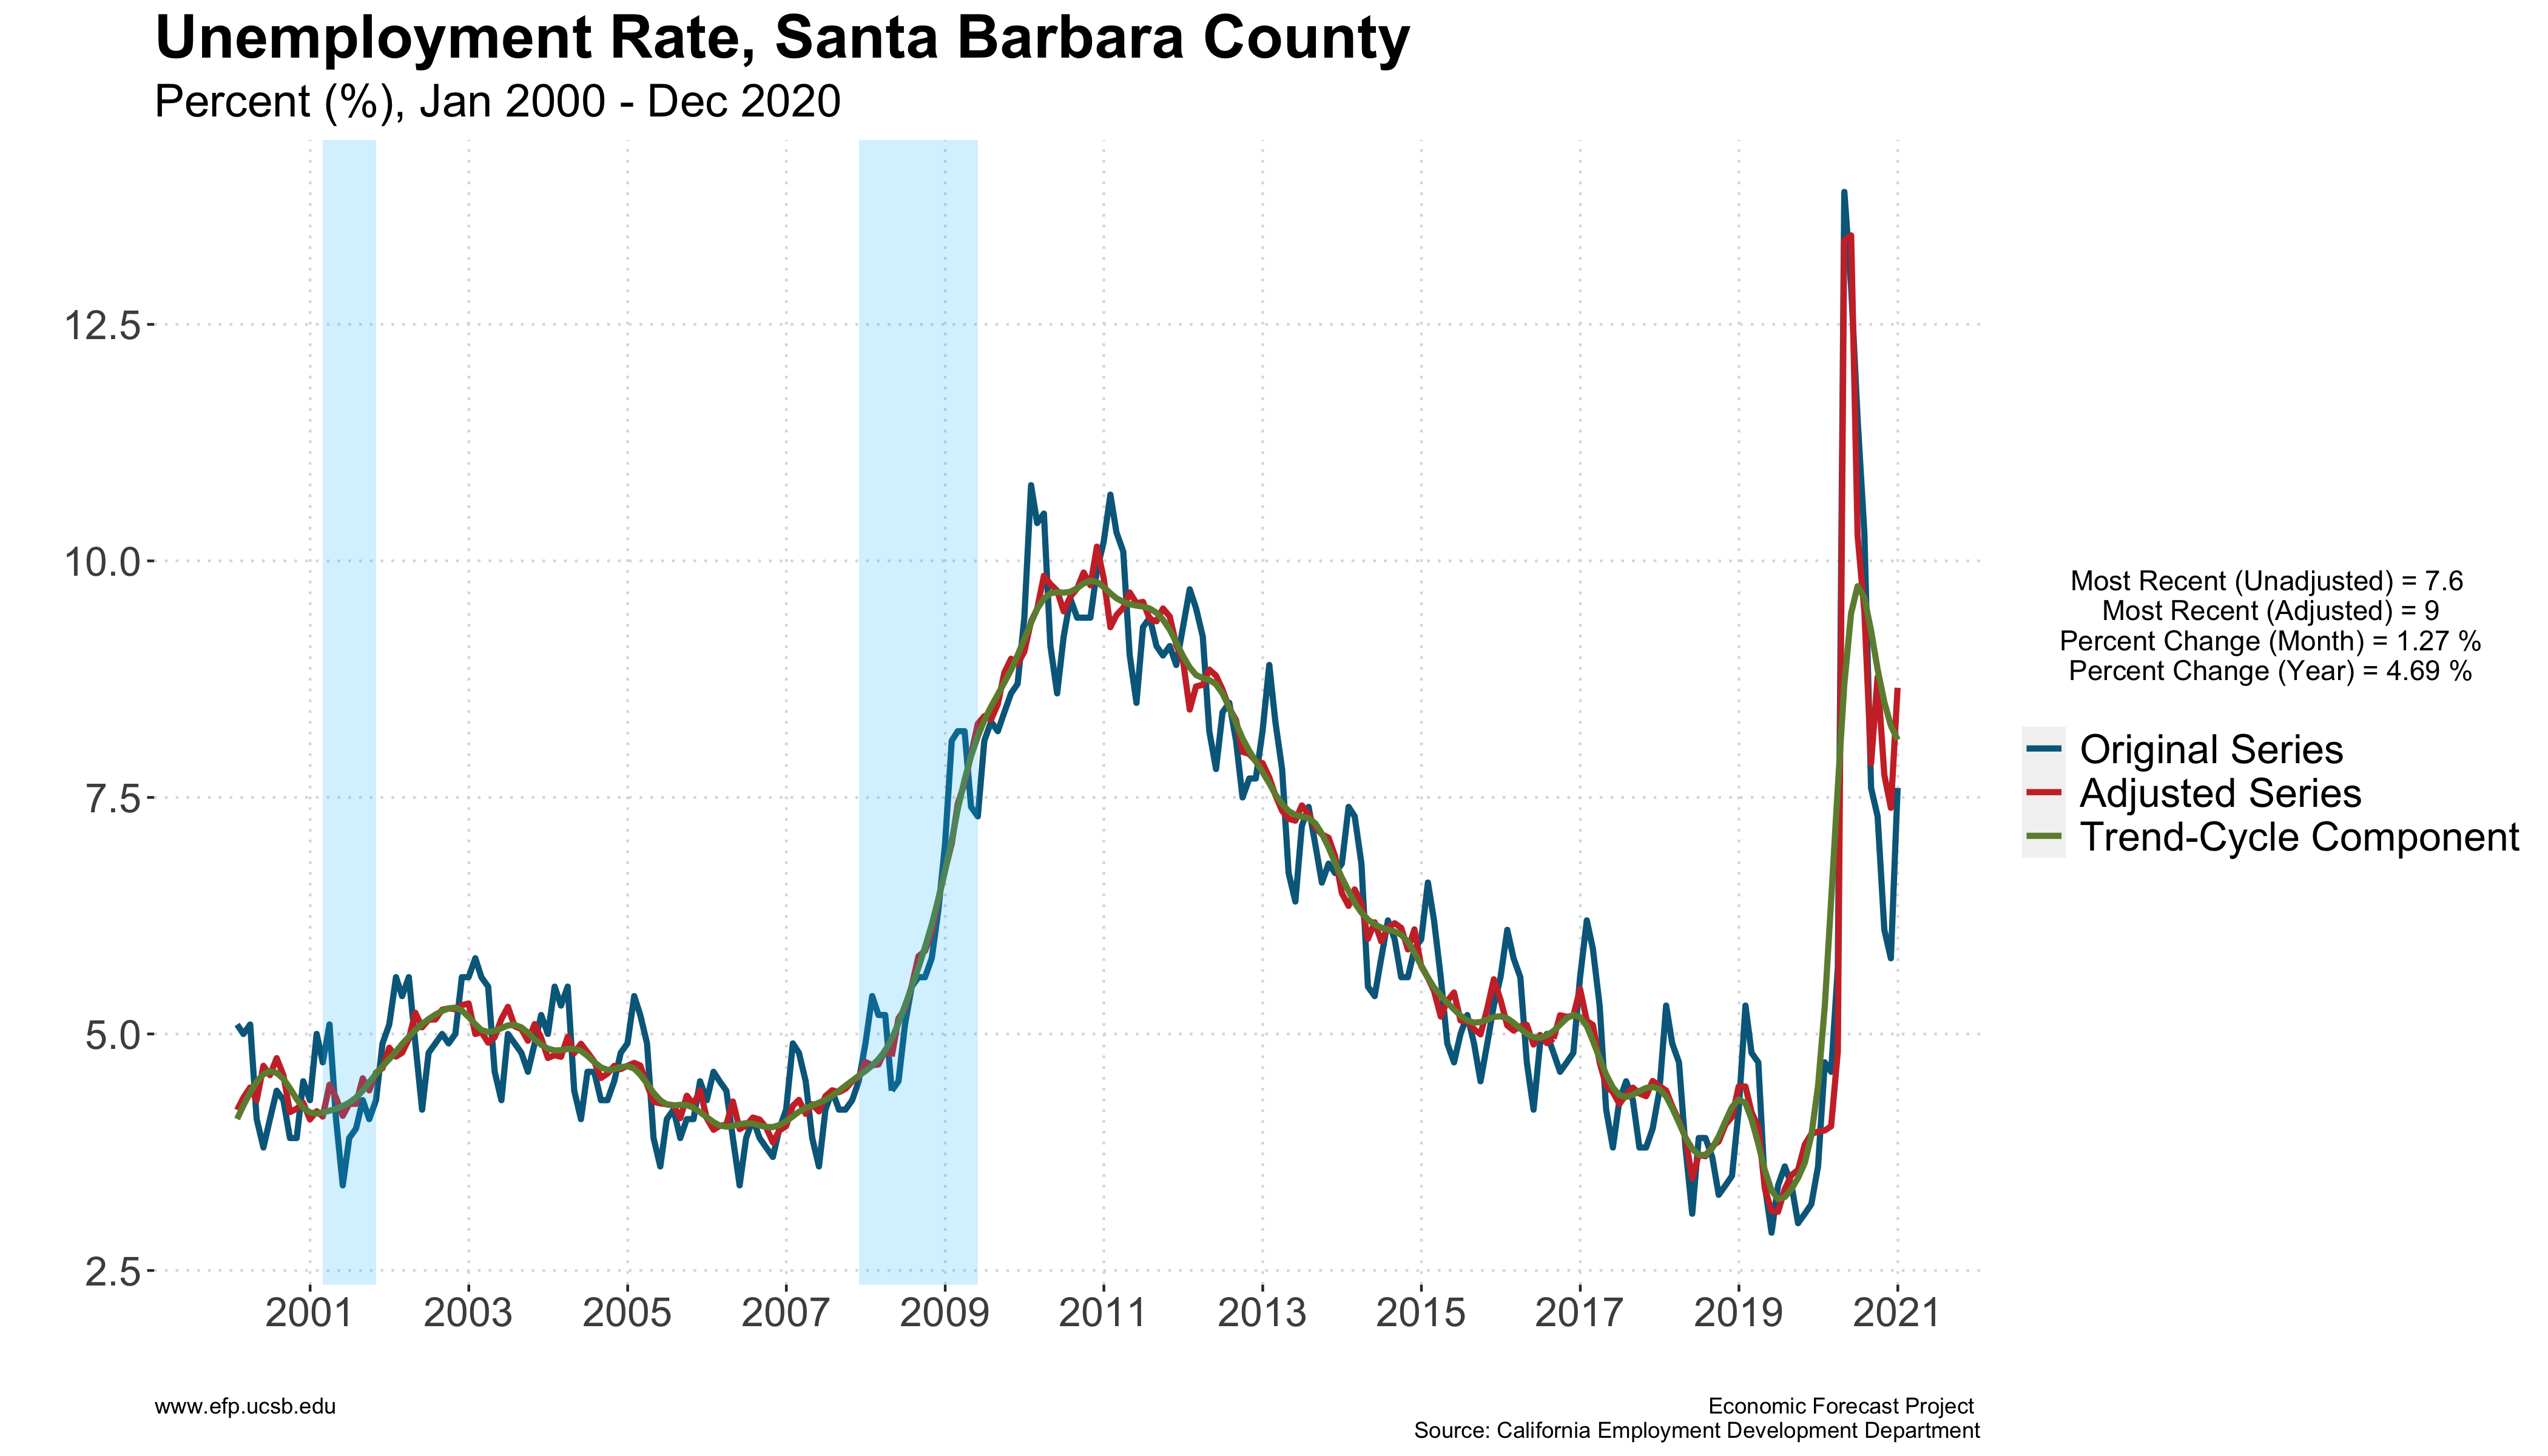 Unemployment Rate, Santa Barbara County
Percent (%), Jan 2000 - Dec 2020
12.5
10.0
7.5
5.0
2.5
2001 2003 2005 2007 2009 2011 2013 2015 2017 2019 2021
Most Recent (Unadjusted) = 7.6
Most Recent (Adjusted) = 9
Percent Change (Month) = 1.27 %
Percent Change (Year) = 4.69 %
Original Series
Adjusted Series
Trend-Cycle Component
www.efp.ucsb.edu
Economic Forecast Project
Source: California Employment Development Department